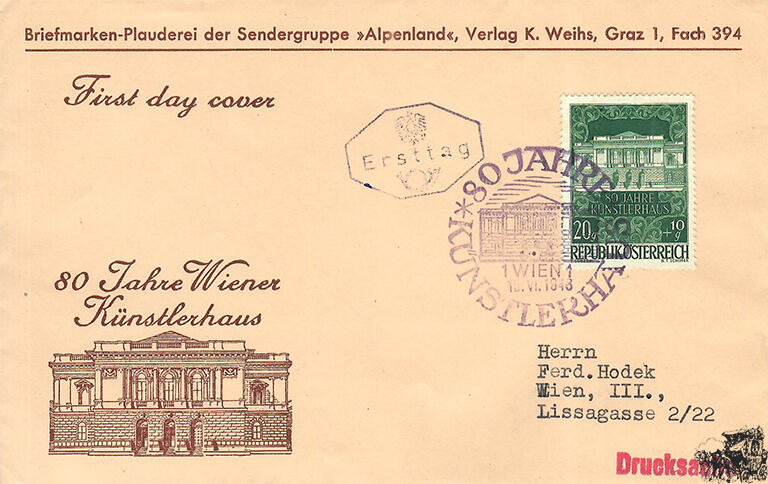 Briefmarken-Plauderei der Sendergruppe »Alpenland«, Verlag K. Weihs, Graz 1, Fach 394
First day cover
Ersttag
*80 JAHRE
KÜNSTLERHAUS
1 WIEN 1
VI. 1948
80 JAHRE
KÜNSTLERHAUS
20g +10g
REPUBLIK ÖSTERREICH
80 Jahre Wiener
Künstlerhaus
Herrn
Ferd.Hodek
Wien, III.,
Lissagasse 2/22